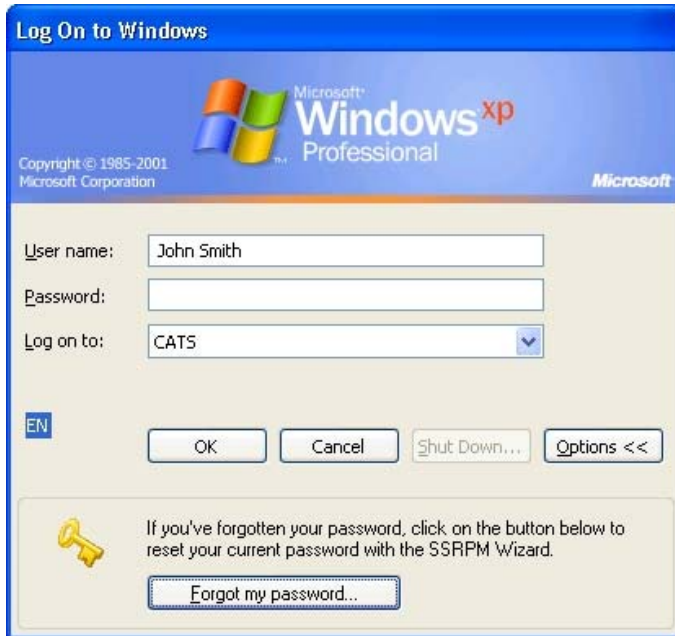 Log On to Windows
Microsoft®
Windows xp
Professional
TM
Copyright © 1985-2001
Microsoft Corporation
Microsoft
User name: John Smith
Password:
Log on to: CATS
EN
OK Cancel Shut Down... Options <<
If you've forgotten your password, click on the button below to
reset your current password with the SSRPM Wizard.
Forgot my password...